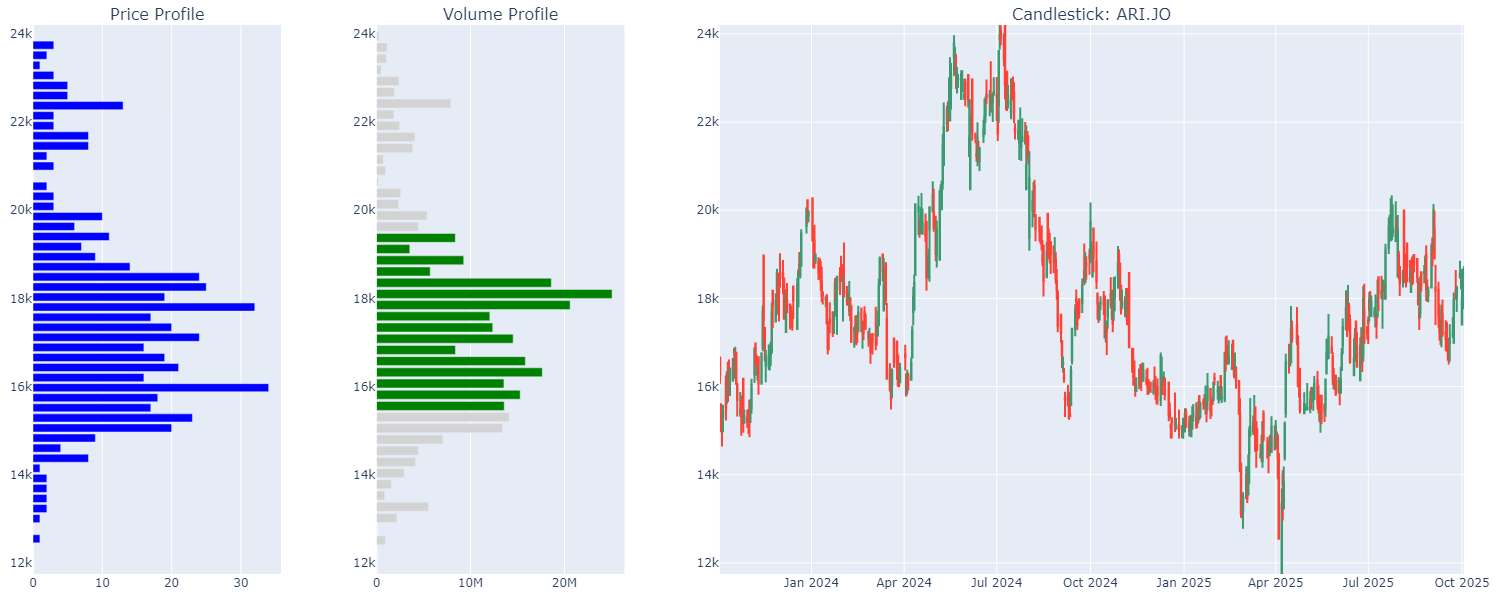 Price Profile
24k
22k
20k
18k
16k
14k
12k
0
10
20
30
Volume Profile
24k
22k
20k
18k
16k
14k
12k
0
10M
20M
Candlestick: ARI.JO
24k
22k
20k
18k
16k
14k
12k
Jan 2024
Apr 2024
Jul 2024
Oct 2024
Jan 2025
Apr 2025
Jul 2025
Oct 2025